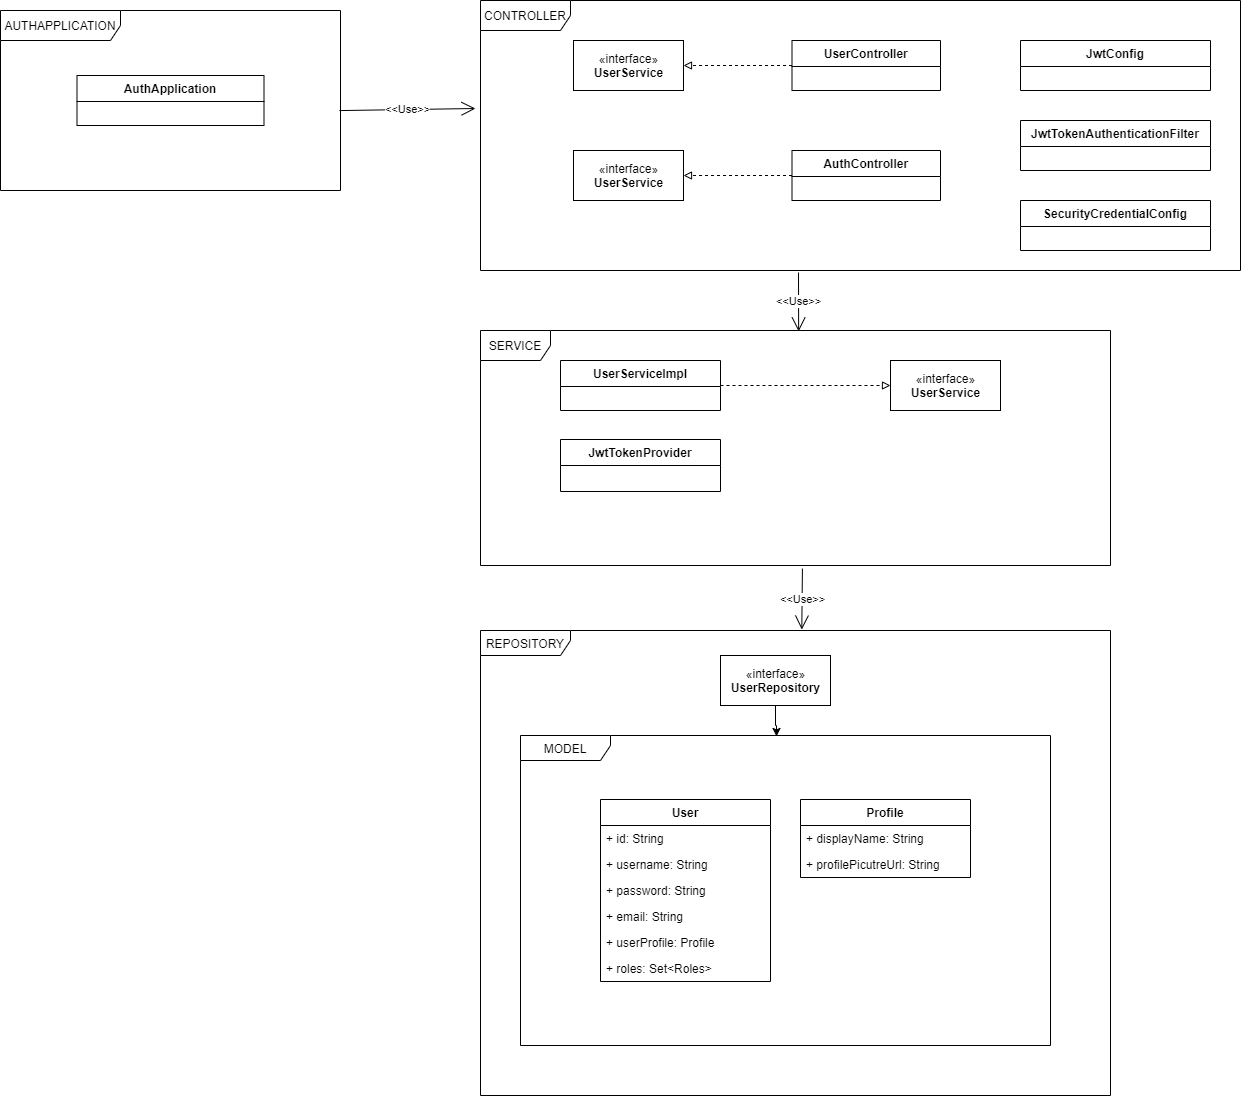 AUTHAPPLICATION
AuthApplication
<<Use>>
CONTROLLER
«interface»
UserService
UserController
JwtConfig
JwtTokenAuthenticationFilter
«interface»
UserService
AuthController
SecurityCredentialConfig
<<Use>>
SERVICE
UserServiceImpl
«interface»
UserService
JwtTokenProvider
<<Use>>
REPOSITORY
«interface»
UserRepository
MODEL
User
+ id: String
+ username: String
+ password: String
+ email: String
+ userProfile: Profile
+ roles: Set<Roles>
Profile
+ displayName: String
+ profilePicutreUrl: String